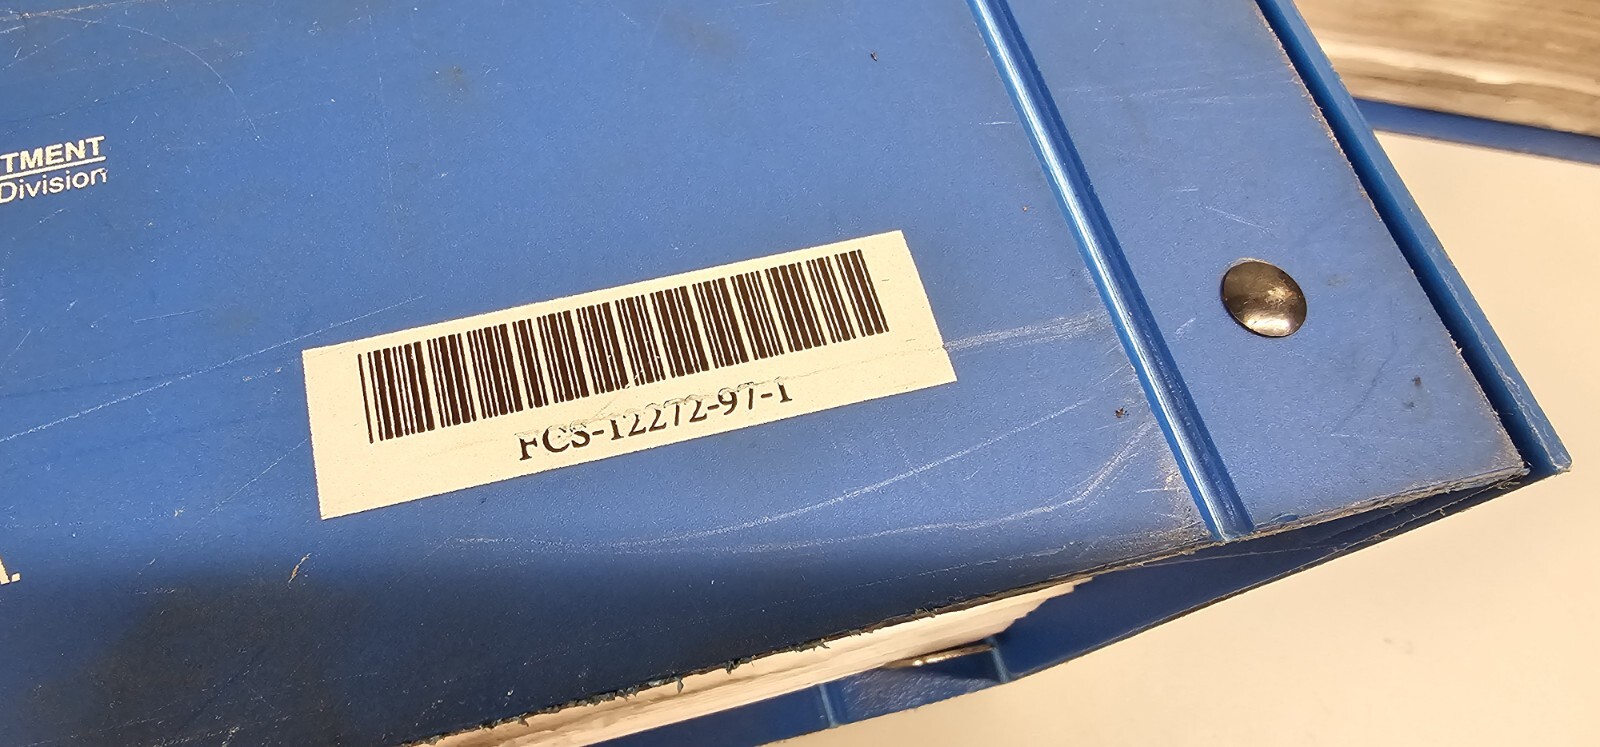 TMENT
Division
FCS-12272-97-1